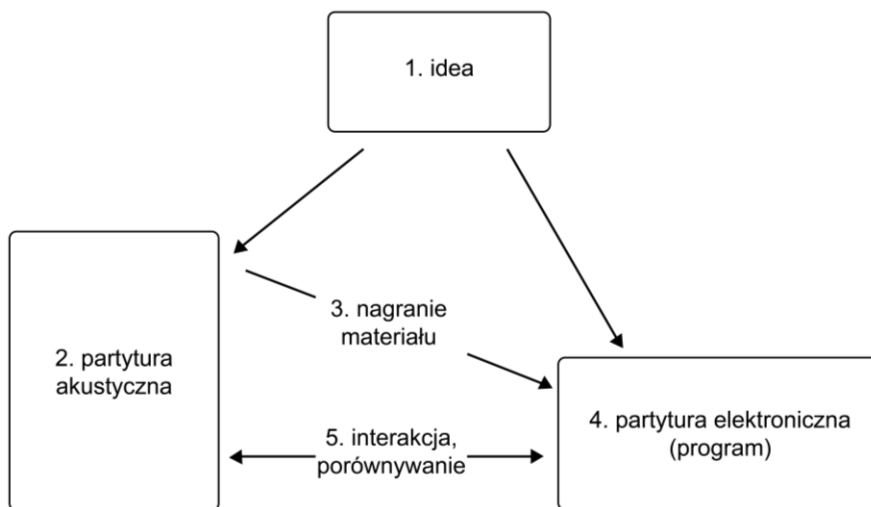 1. idea
3. nagranie
materiału
2. partytura
akustyczna
4. partytura elektroniczna
(program)
5. interakcja,
porównywanie